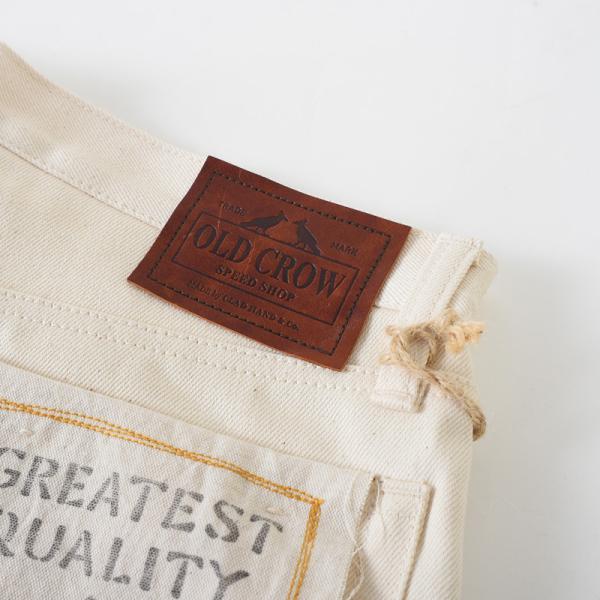 TRADE MARK
OLD CROW
SPEED SHOP
MADE by GLAD HAND & Co.
GREATEST
QUALITY